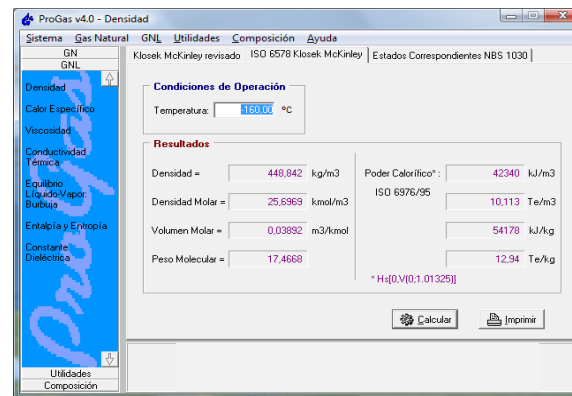 ProGas v4.0 - Densidad
Sistema Gas Natural GNL Utilidades Composición Ayuda
GN
GNL
Densidad
Calor Específico
Viscosidad
Conductividad
Térmica
Equilibrio
Líquido-Vapor:
Burbuja
Entalpía y Entropía
Constante
Dieléctrica
ProGas
Utilidades
Composición
Klosek McKinley revisado ISO 6578 Klosek McKinley Estados Correspondientes NBS 1030
Condiciones de Operación
Temperatura: -160,00 ºC
Resultados
Densidad = 448,842 kg/m3
Densidad Molar = 25,6969 kmol/m3
Volumen Molar = 0,03892 m3/kmol
Peso Molecular = 17,4668
Poder Calorífico* : 42340 kJ/m3
ISO 6976/95
10,113 Te/m3
54178 kJ/kg
12,94 Te/kg
* Hs[0,V(0;1.01325)]
Calcular Imprimir